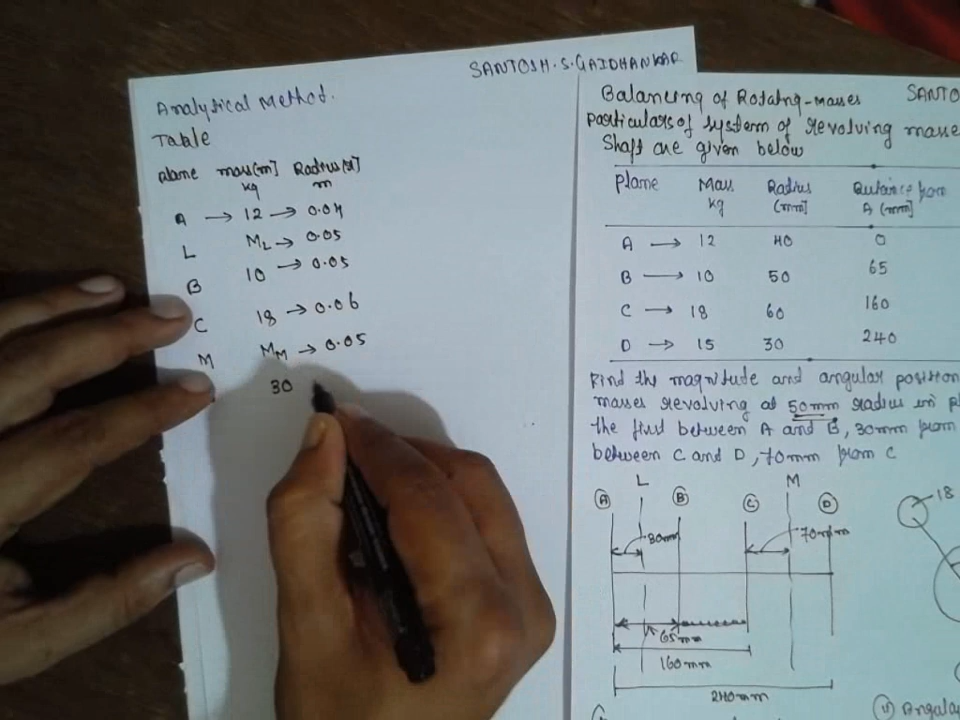 SANTOSH.S.GAIDHANKAR
Analytical Method.
Table
plane mass[m] Radius[r]
kg m
A → 12 → 0.04
L ML → 0.05
B 10 → 0.05
C 18 → 0.06
M MM → 0.05
30
Balancing of Rotating-masses SANTO
particulars of system of revolving masse
Shaft are given below
plane Mass Radius Distance from
kg [mm] A [mm]
A → 12 40 0
B → 10 50 65
C → 18 60 160
D → 15 30 240
Find the magnitude and angular position
masses revolving at 50mm radius in pl
the first between A and B, 30mm from
between C and D, 70mm from C
L M
A B C D
30mm 70mm
18
65mm
160mm
240mm
(ii) Angula